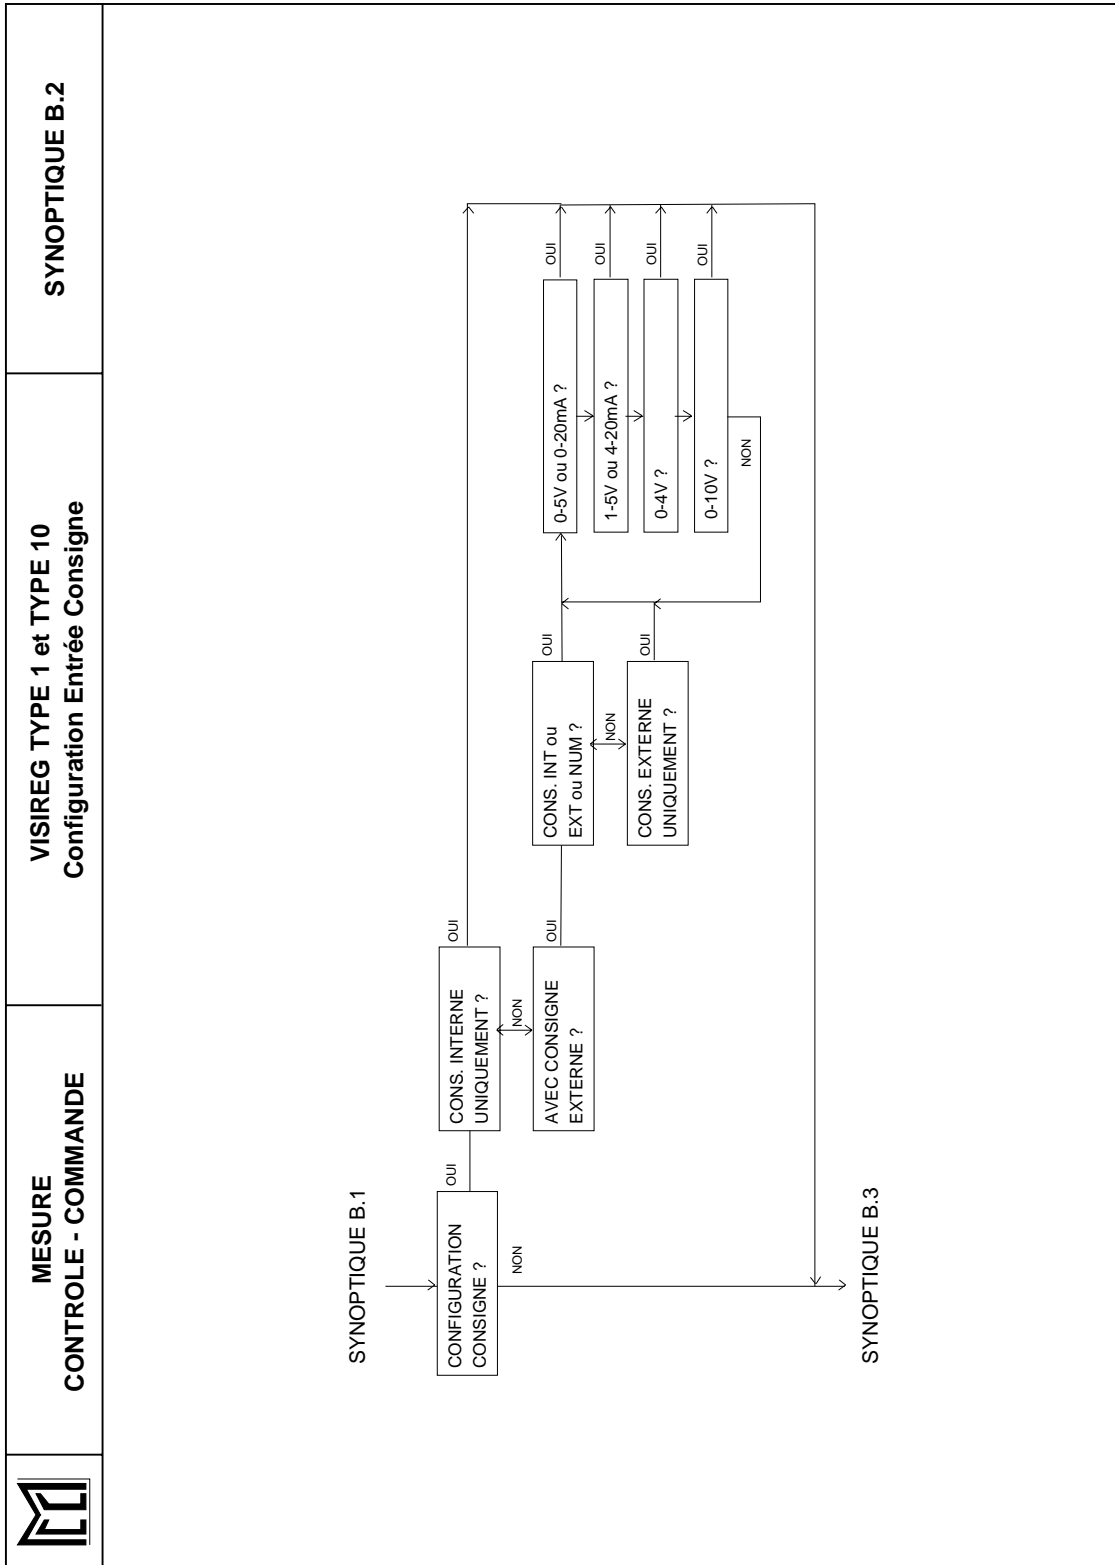 MESURE
CONTROLE - COMMANDE
VISIREG TYPE 1 et TYPE 10
Configuration Entrée Consigne
SYNOPTIQUE B.2
SYNOPTIQUE B.1
CONFIGURATION
CONSIGNE ?
OUI
NON
CONS. INTERNE
UNIQUEMENT ?
OUI
NON
AVEC CONSIGNE
EXTERNE ?
OUI
CONS. INT ou
EXT ou NUM ?
OUI
NON
CONS. EXTERNE
UNIQUEMENT ?
OUI
0-5V ou 0-20mA ?
OUI
1-5V ou 4-20mA ?
OUI
0-4V ?
OUI
0-10V ?
OUI
NON
SYNOPTIQUE B.3